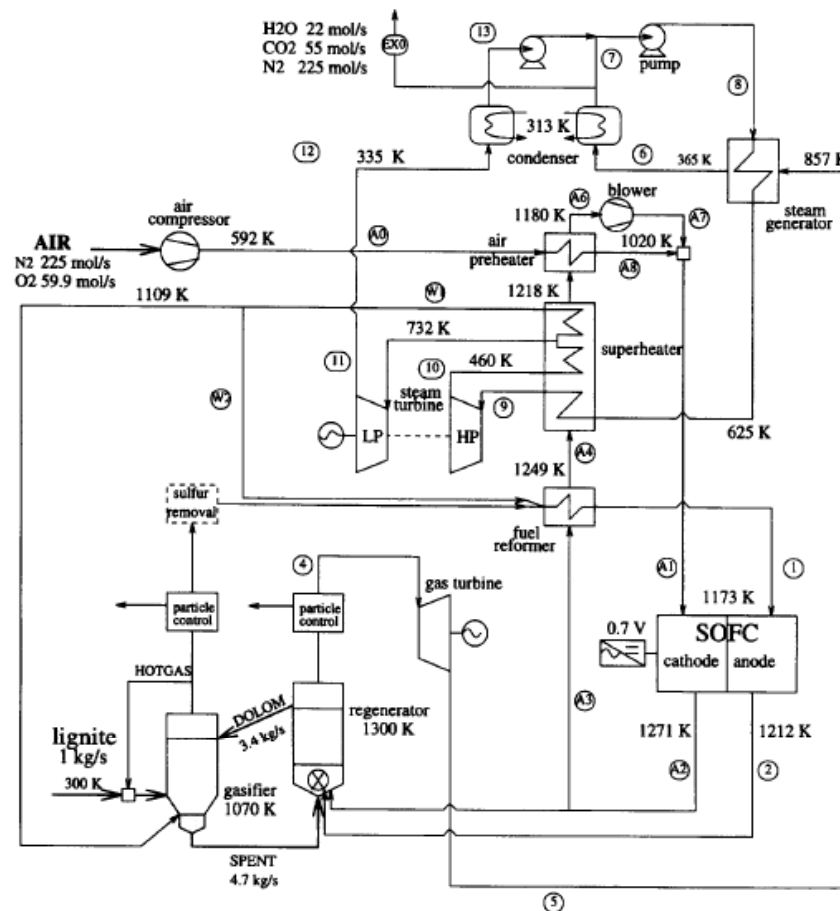 H2O 22 mol/s
CO2 55 mol/s
N2 225 mol/s
EX0
13
7
pump
8
313 K
condenser
12
335 K
6
365 K
857 K
steam
generator
air
compressor
A6
blower
1180 K
A7
AIR
592 K
A0
air
preheater
1020 K
A8
N2 225 mol/s
O2 59.9 mol/s
1109 K
W1
1218 K
732 K
superheater
11
10
460 K
steam
turbine
9
W2
LP
HP
625 K
A4
1249 K
sulfur
removal
fuel
reformer
4
gas turbine
A1
1
particle
control
particle
control
1173 K
0.7 V
SOFC
cathode
anode
HOTGAS
DOLOM
3.4 kg/s
regenerator
1300 K
A3
lignite
1 kg/s
300 K
gasifier
1070 K
1271 K
1212 K
A2
2
SPENT
4.7 kg/s
5